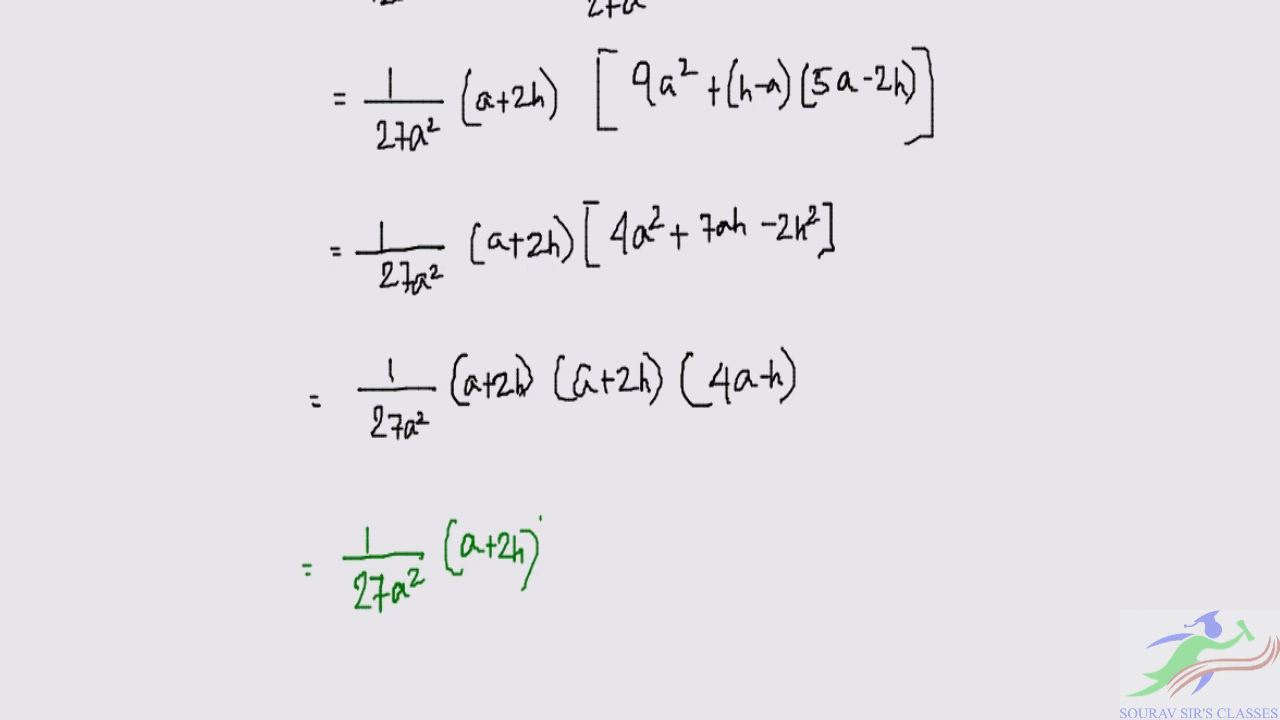 27a
= 1/27a² (a+2h) [9a² + (h-a)(5a-2h)]
= 1/27a² (a+2h)[4a² + 7ah - 2h²]
= 1/27a² (a+2h) (a+2h) (4a-h)
= 1/27a² (a+2h)
SOURAV SIR'S CLASSES